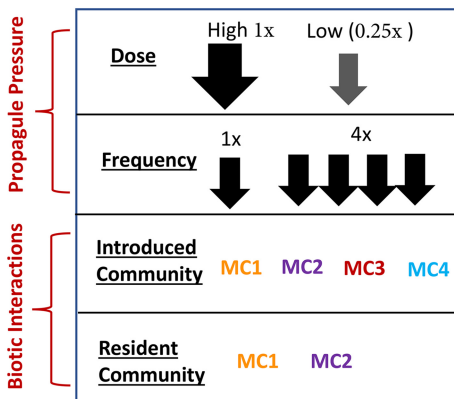 Propagule Pressure
High 1x
Low (0.25x )
Dose
1x
4x
Frequency
Biotic Interactions
Introduced
Community
MC1 MC2 MC3 MC4
Resident
Community
MC1 MC2